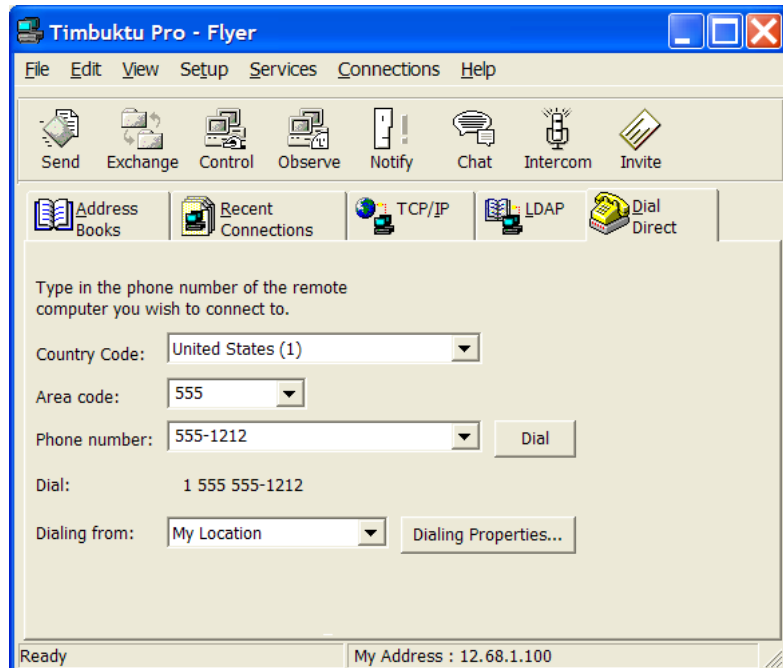 Timbuktu Pro - Flyer
File Edit View Setup Services Connections Help
Send Exchange Control Observe Notify Chat Intercom Invite
Address Books
Recent Connections
TCP/IP
LDAP
Dial Direct
Type in the phone number of the remote
computer you wish to connect to.
Country Code: United States (1)
Area code: 555
Phone number: 555-1212 Dial
Dial: 1 555 555-1212
Dialing from: My Location Dialing Properties...
Ready My Address : 12.68.1.100